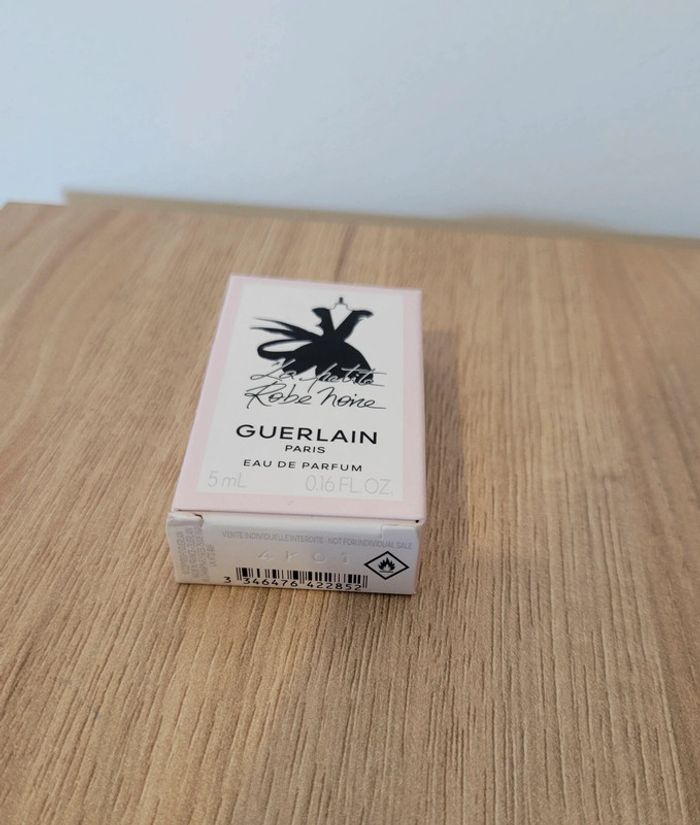 La petite
Robe noire
GUERLAIN
PARIS
EAU DE PARFUM
5 mL 0.16 FL.OZ.
VENTE INDIVIDUELLE INTERDITE - NOT FOR INDIVIDUAL SALE
4K01
3 346476 422852